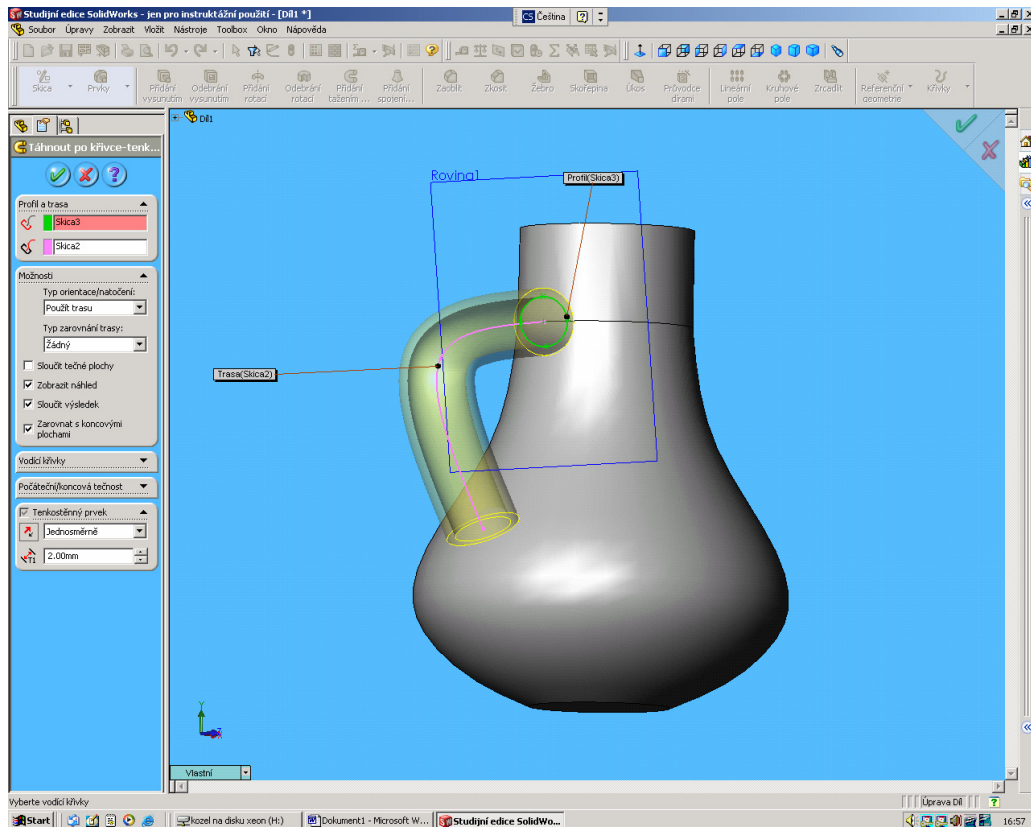 Studijní edice SolidWorks - jen pro instruktážní použití - [Díl1 *]
CS Čeština
Soubor Úpravy Zobrazit Vložit Nástroje Toolbox Okno Nápověda
Skica
Prvky
Přidání vysunutím
Odebrání vysunutím
Přidání rotací
Odebrání rotací
Přidání tažením ...
Přidání spojení...
Zaoblit
Zkosit
Žebro
Skořepina
Úkos
Průvodce dírami
Lineární pole
Kruhové pole
Zrcadlit
Referenční geometrie
Křivky
Díl1
Táhnout po křivce-tenk...
Profil a trasa
Skica3
Skica2
Možnosti
Typ orientace/natočení:
Použít trasu
Typ zarovnání trasy:
Žádný
Sloučit tečné plochy
Zobrazit náhled
Sloučit výsledek
Zarovnat s koncovými
plochami
Vodicí křivky
Počáteční/koncová tečnost
Tenkostěnný prvek
Jednosměrně
T1
2.00mm
Rovina1
Profil(Skica3)
Trasa(Skica2)
Y
Z
Vlastní
Vyberte vodicí křivky
Úprava Díl
Start
kozel na disku xeon (H:)
Dokument1 - Microsoft W...
Studijní edice SolidWo...
16:57